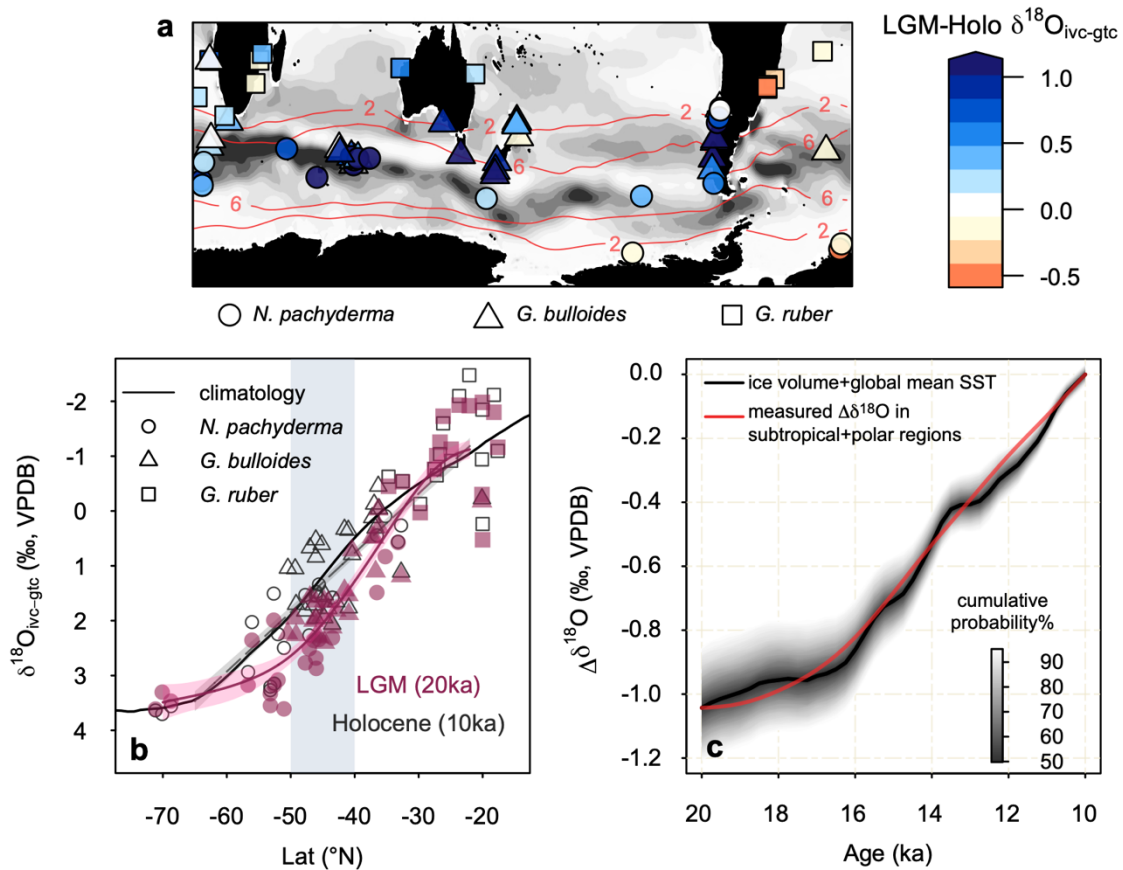 a
LGM-Holo δ¹⁸O_ivc-gtc
1.0
0.5
0.0
-0.5
2
2
2
6
6
6
6
2
2
N. pachyderma
G. bulloides
G. ruber
climatology
N. pachyderma
G. bulloides
G. ruber
LGM (20ka)
Holocene (10ka)
b
δ¹⁸O_ivc–gtc (‰, VPDB)
-2
-1
0
1
2
3
4
-70
-60
-50
-40
-30
-20
Lat (°N)
ice volume+global mean SST
measured Δδ¹⁸O in
subtropical+polar regions
cumulative
probability%
90
80
70
60
50
c
Δδ¹⁸O (‰, VPDB)
0.0
-0.2
-0.4
-0.6
-0.8
-1.0
-1.2
20
18
16
14
12
10
Age (ka)